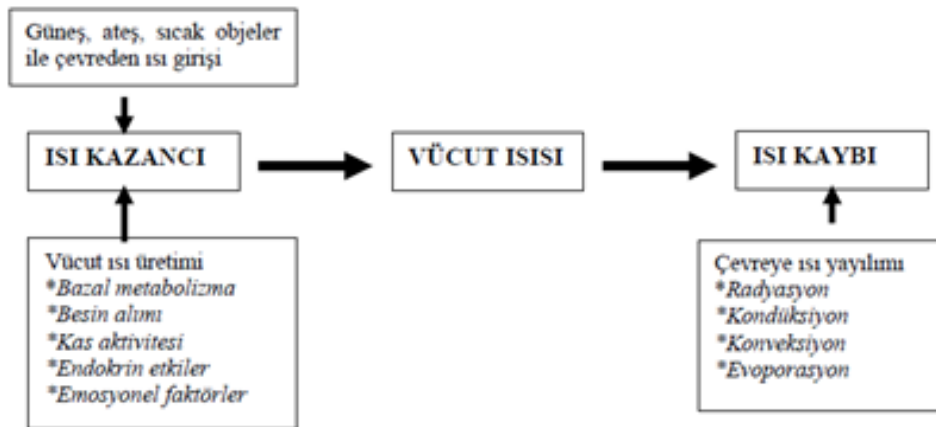 Güneş, ateş, sıcak objeler
ile çevreden ısı girişi
ISI KAZANCI
VÜCUT ISISI
ISI KAYBI
Vücut ısı üretimi
*Bazal metabolizma
*Besin alımı
*Kas aktivitesi
*Endokrin etkiler
*Emosyonel faktörler
Çevreye ısı yayılımı
*Radyasyon
*Kondüksiyon
*Konveksiyon
*Evoporasyon